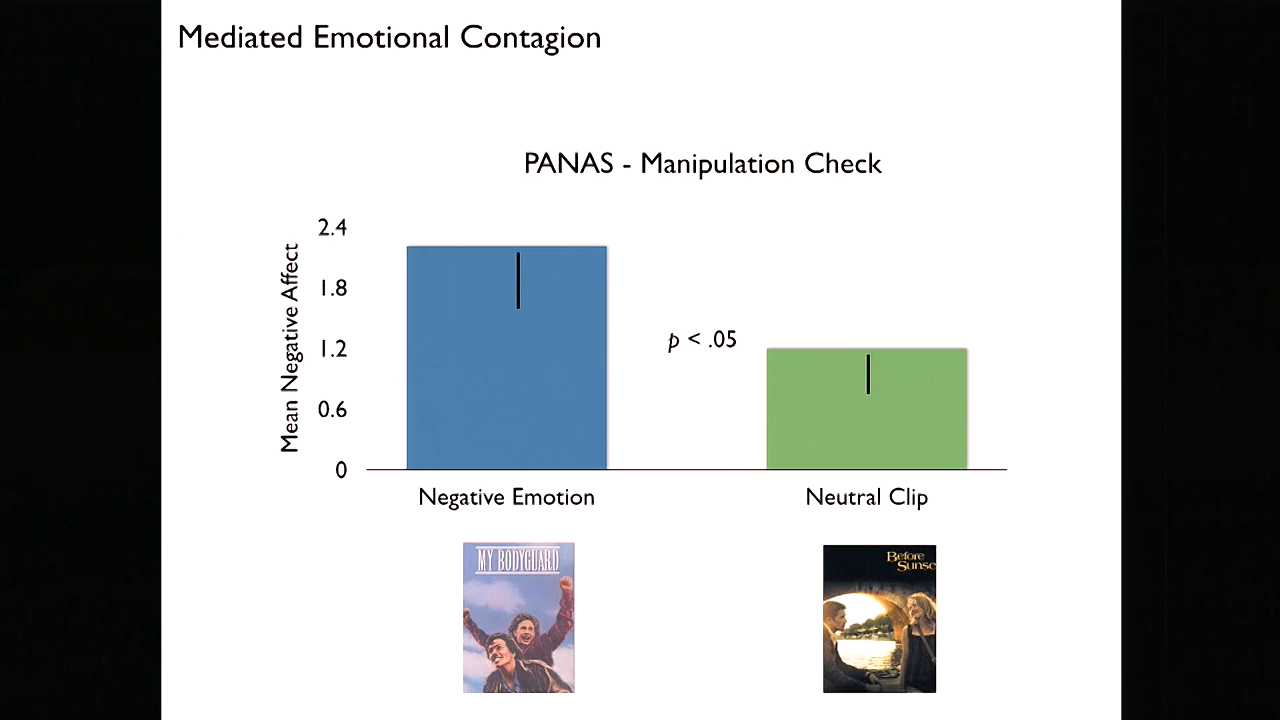 Mediated Emotional Contagion
PANAS - Manipulation Check
Mean Negative Affect
2.4
1.8
1.2
0.6
0
p < .05
Negative Emotion
Neutral Clip
MY BODYGUARD
Before
Sunse